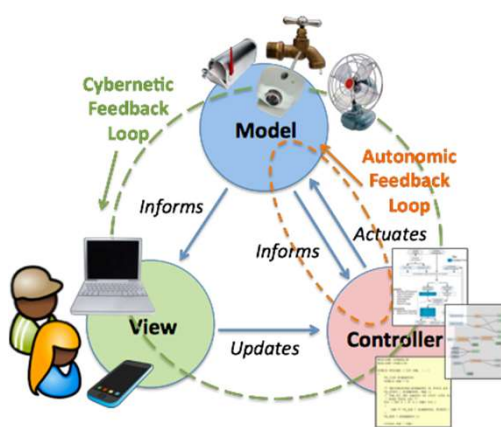 Cybernetic
Feedback
Loop
Model
Autonomic
Feedback
Loop
Informs
Informs
Actuates
View
Updates
Controller